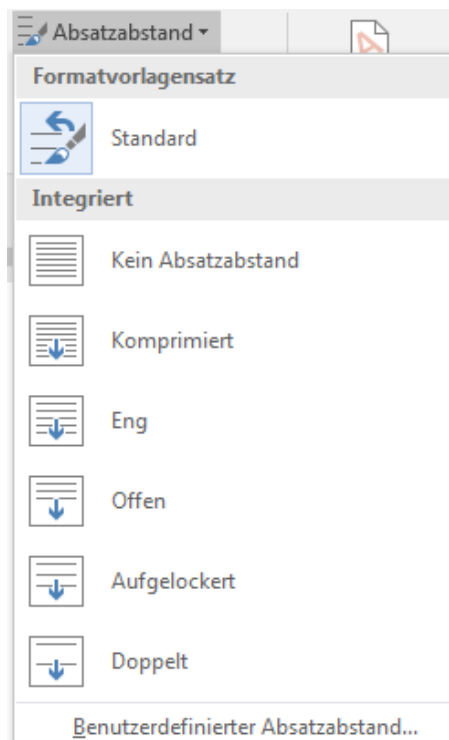 Absatzabstand
Formatvorlagensatz
Standard
Integriert
Kein Absatzabstand
Komprimiert
Eng
Offen
Aufgelockert
Doppelt
Benutzerdefinierter Absatzabstand...